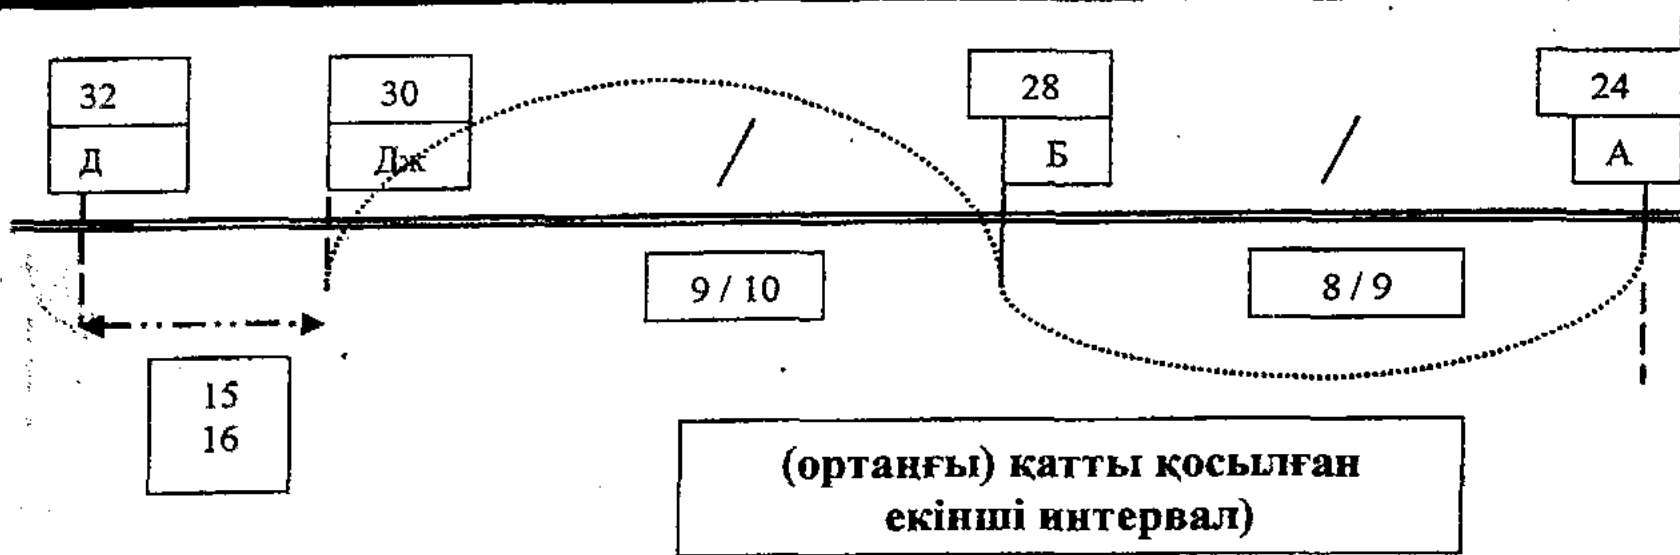 32
30
28
24
Д
Дж
Б
А
9 / 10
8 / 9
15
16
(ортаңғы) қатты қосылған
екінші интервал)